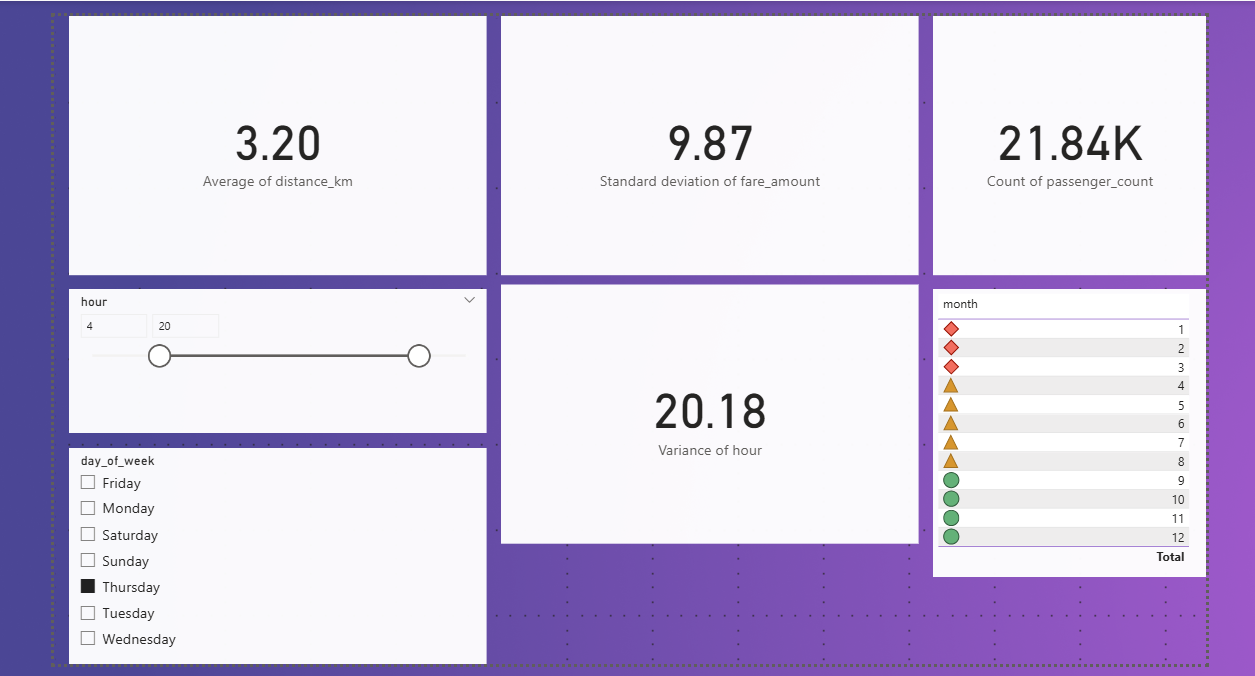 3.20
Average of distance_km
9.87
Standard deviation of fare_amount
21.84K
Count of passenger_count
hour
4 20
20.18
Variance of hour
month
1
2
3
4
5
6
7
8
9
10
11
12
Total
day_of_week
Friday
Monday
Saturday
Sunday
Thursday
Tuesday
Wednesday